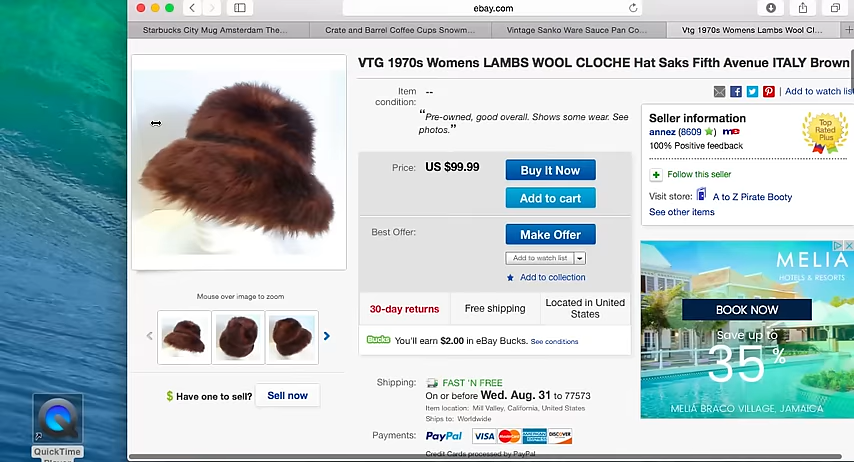 ebay.com
Starbucks City Mug Amsterdam The...
Crate and Barrel Coffee Cups Snowm...
Vintage Sanko Ware Sauce Pan Co...
Vtg 1970s Womens Lambs Wool Cl...
VTG 1970s Womens LAMBS WOOL CLOCHE Hat Saks Fifth Avenue ITALY Brown
Item condition:
--
“Pre-owned, good overall. Shows some wear. See
photos.”
Price:
US $99.99
Buy It Now
Add to cart
Best Offer:
Make Offer
Add to watch list
Add to collection
30-day returns
Free shipping
Located in United
States
Bucks
You'll earn $2.00 in eBay Bucks. See conditions
Shipping:
FAST 'N FREE
On or before Wed. Aug. 31 to 77573
Item location: Mill Valley, California, United States
Ships to: Worldwide
Payments:
PayPal VISA MasterCard AMERICAN EXPRESS DISCOVER
Credit Cards processed by PayPal
Mouse over image to zoom
$ Have one to sell?
Sell now
Add to watch list
Seller information
annez (8609 ) me
100% Positive feedback
Top
Rated
Plus
Follow this seller
Visit store: A to Z Pirate Booty
See other items
MELIA
HOTELS & RESORTS
BOOK NOW
Save up to
35%
MELIA BRACO VILLAGE, JAMAICA
QuickTime